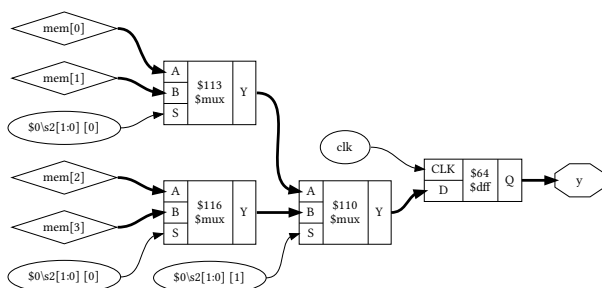 mem[0]
mem[1]
$0\s2[1:0] [0]
A
B
S
$113
$mux
Y
mem[2]
mem[3]
$0\s2[1:0] [0]
A
B
S
$116
$mux
Y
$0\s2[1:0] [1]
A
B
S
$110
$mux
Y
clk
CLK
D
$64
$dff
Q
y